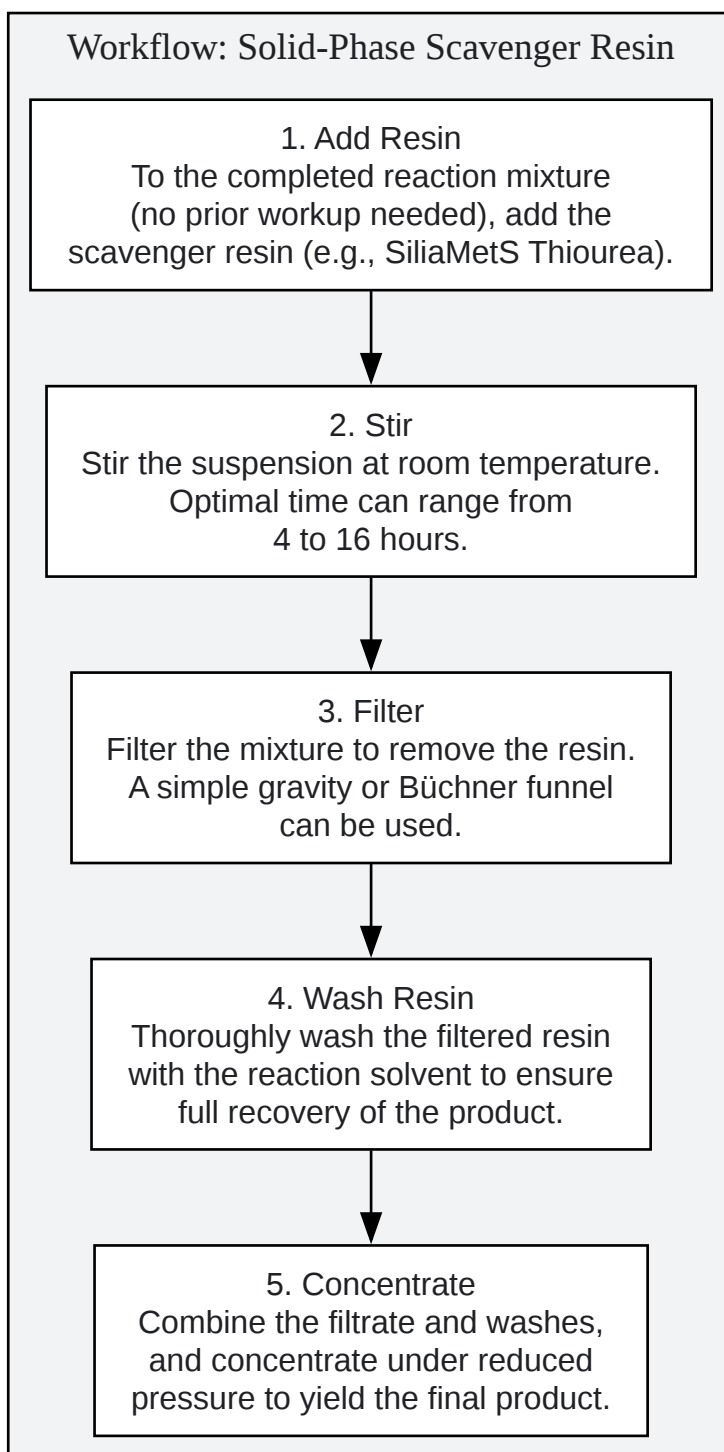 Workflow: Solid-Phase Scavenger Resin
1. Add Resin
To the completed reaction mixture
(no prior workup needed), add the
scavenger resin (e.g., SiliaMetS Thiourea).
2. Stir
Stir the suspension at room temperature.
Optimal time can range from
4 to 16 hours.
3. Filter
Filter the mixture to remove the resin.
A simple gravity or Büchner funnel
can be used.
4. Wash Resin
Thoroughly wash the filtered resin
with the reaction solvent to ensure
full recovery of the product.
5. Concentrate
Combine the filtrate and washes,
and concentrate under reduced
pressure to yield the final product.